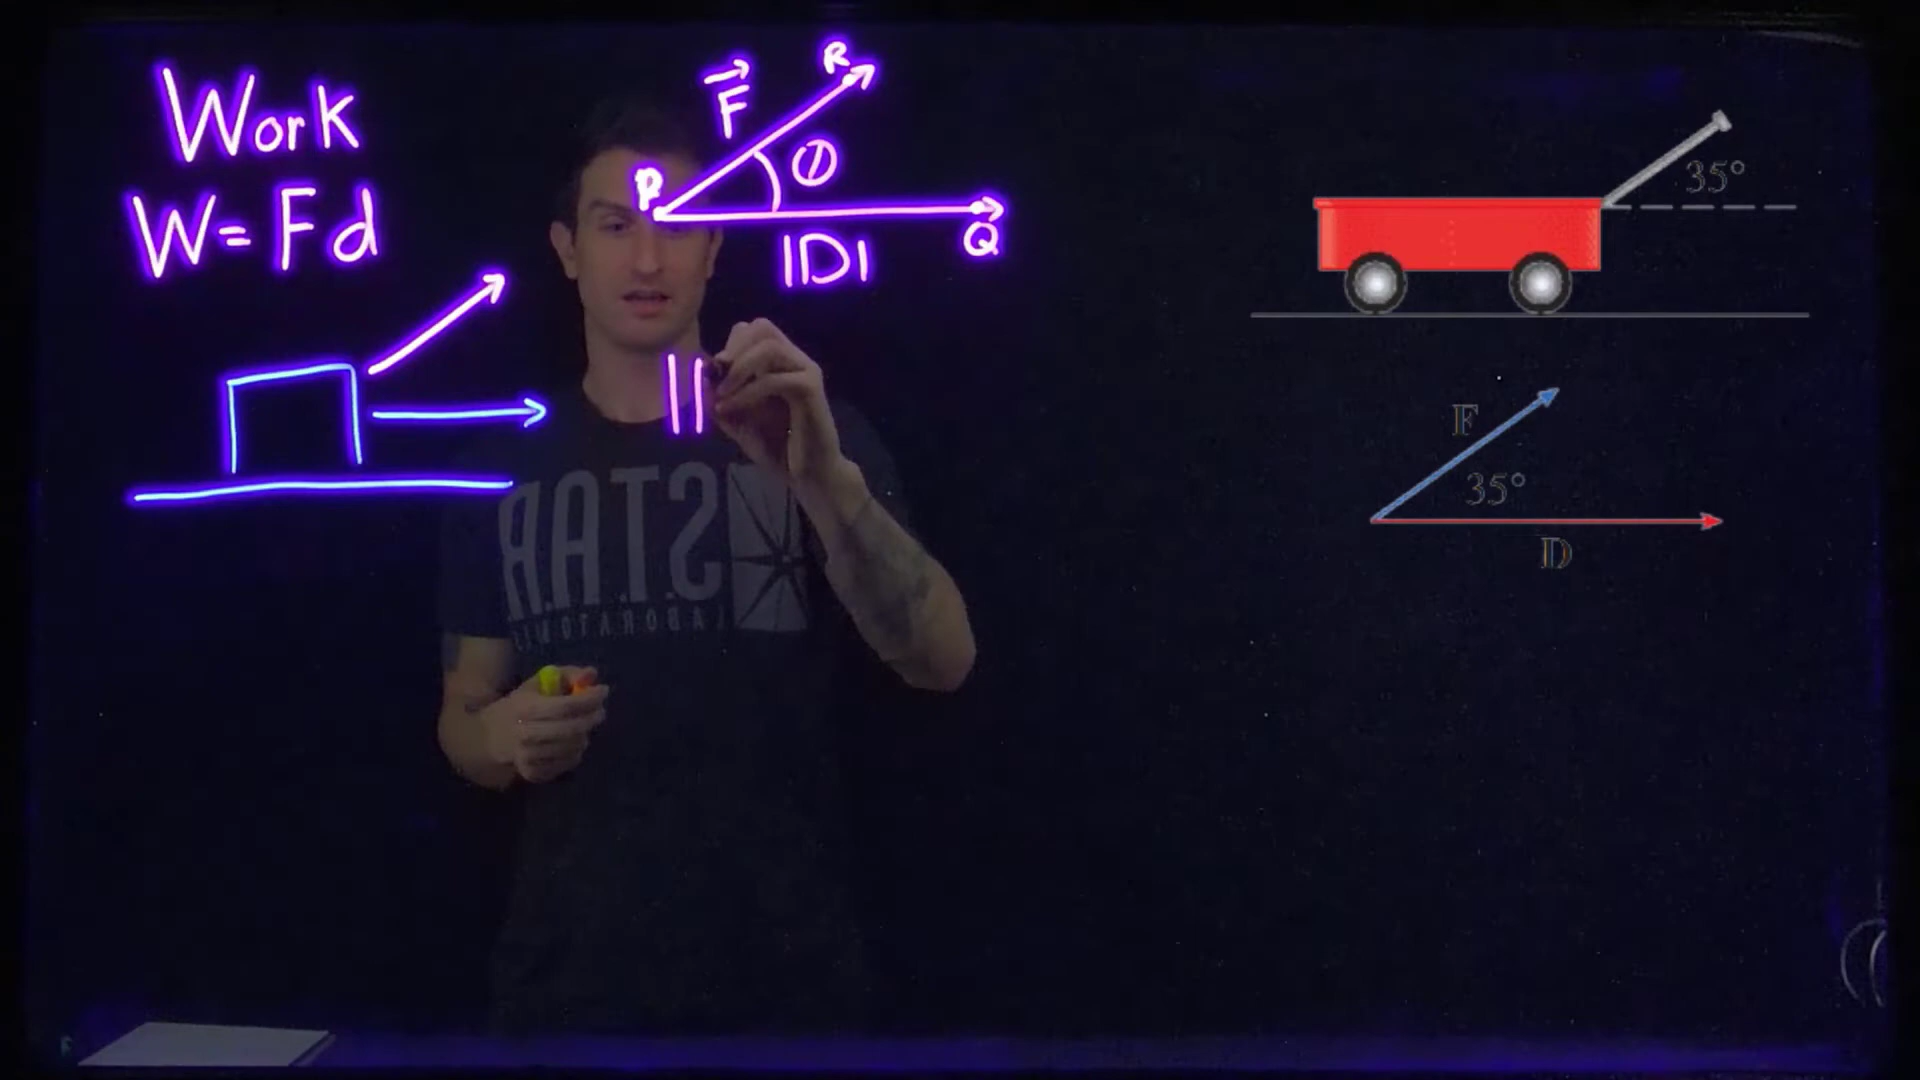 Work
W = Fd
F
R
θ
P
|D|
Q
||
S.T.A.R.
LABORATORIES
35°
F
35°
D